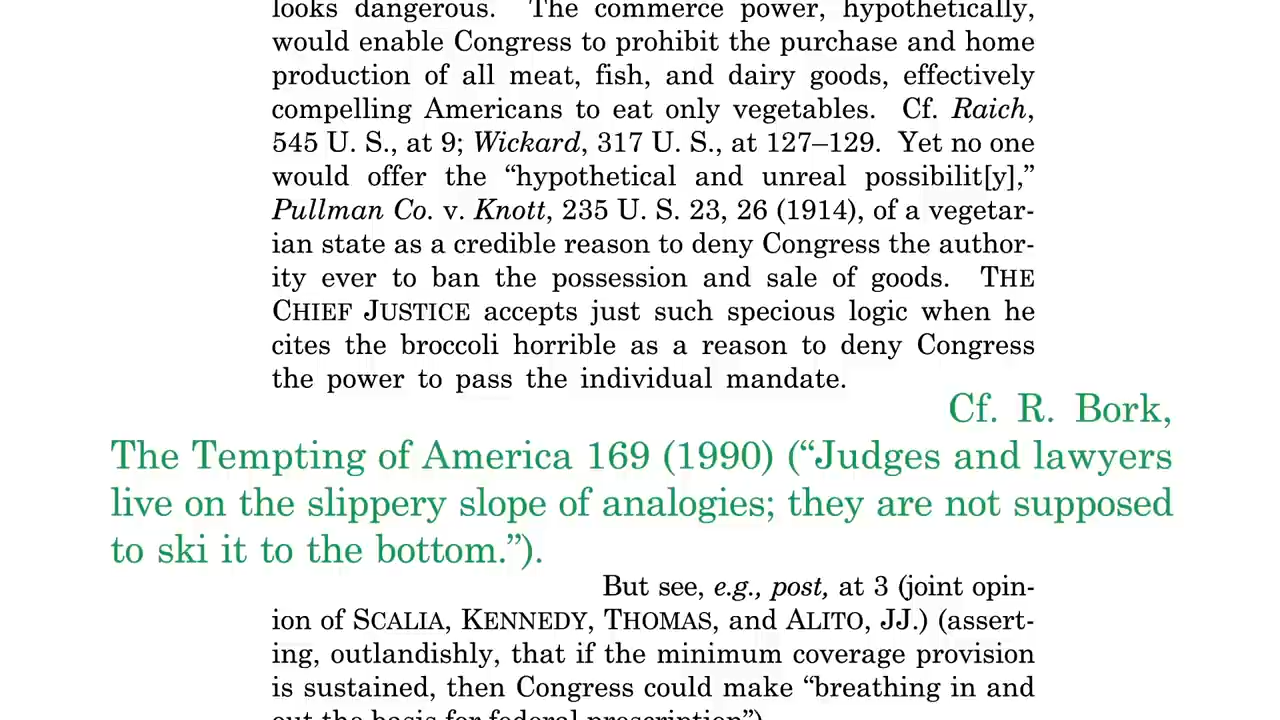 looks dangerous. The commerce power, hypothetically,
would enable Congress to prohibit the purchase and home
production of all meat, fish, and dairy goods, effectively
compelling Americans to eat only vegetables. Cf. Raich,
545 U. S., at 9; Wickard, 317 U. S., at 127–129. Yet no one
would offer the “hypothetical and unreal possibilit[y],”
Pullman Co. v. Knott, 235 U. S. 23, 26 (1914), of a vegetar-
ian state as a credible reason to deny Congress the author-
ity ever to ban the possession and sale of goods. THE
CHIEF JUSTICE accepts just such specious logic when he
cites the broccoli horrible as a reason to deny Congress
the power to pass the individual mandate.
Cf. R. Bork,
The Tempting of America 169 (1990) (“Judges and lawyers
live on the slippery slope of analogies; they are not supposed
to ski it to the bottom.”).
But see, e.g., post, at 3 (joint opin-
ion of SCALIA, KENNEDY, THOMAS, and ALITO, JJ.) (assert-
ing, outlandishly, that if the minimum coverage provision
is sustained, then Congress could make “breathing in and
out the basis for federal prescription”)